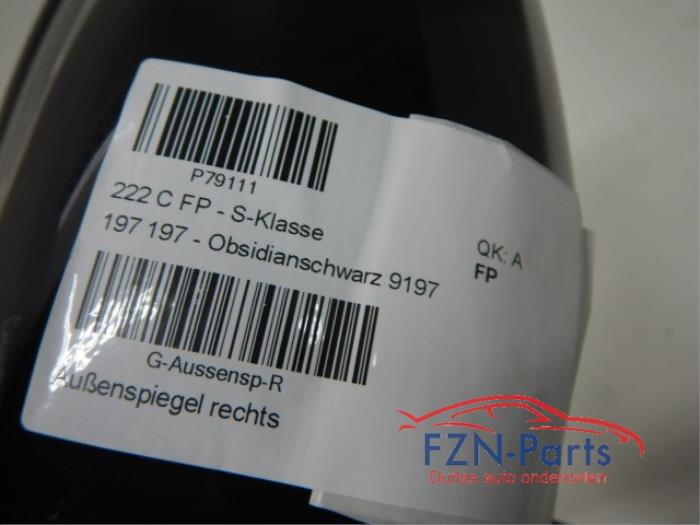 P79111
222 C FP - S-Klasse
197 197 - Obsidianschwarz 9197
QK: A
FP
G-Aussensp-R
Außenspiegel rechts
FZN-Parts
Duitse auto onderdelen